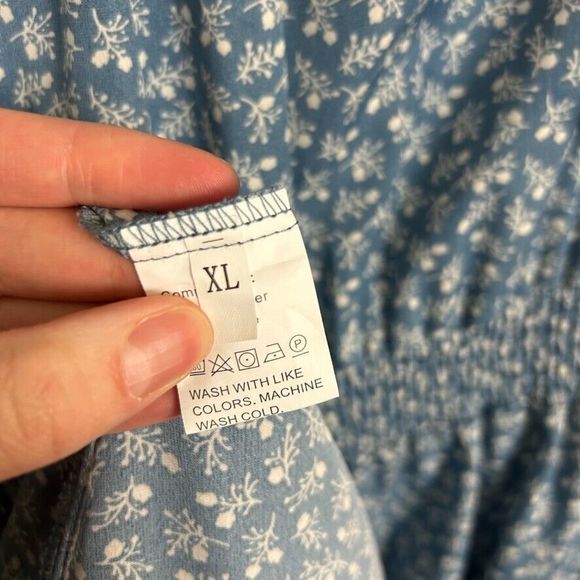 XL
WASH WITH LIKE
COLORS. MACHINE
WASH COLD.